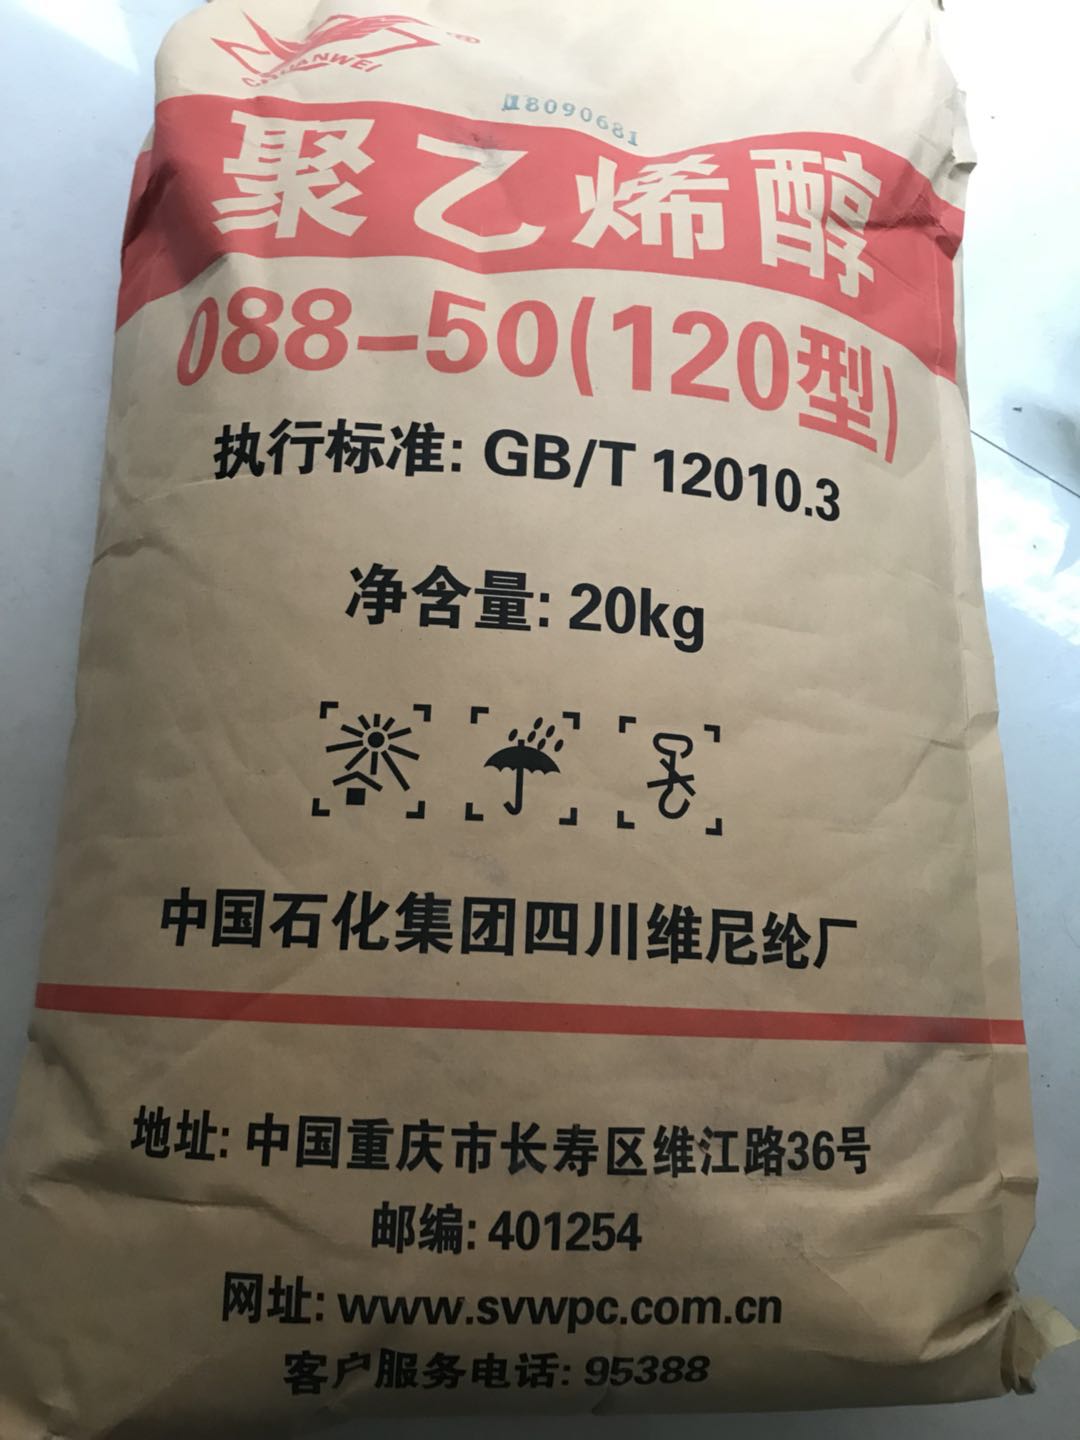 CHUANWEI
18090681
聚乙烯醇
088-50(120型)
执行标准: GB/T 12010.3
净含量: 20kg
中国石化集团四川维尼纶厂
地址: 中国重庆市长寿区维江路36号
邮编: 401254
网址: www.svwpc.com.cn
客户服务电话: 95388